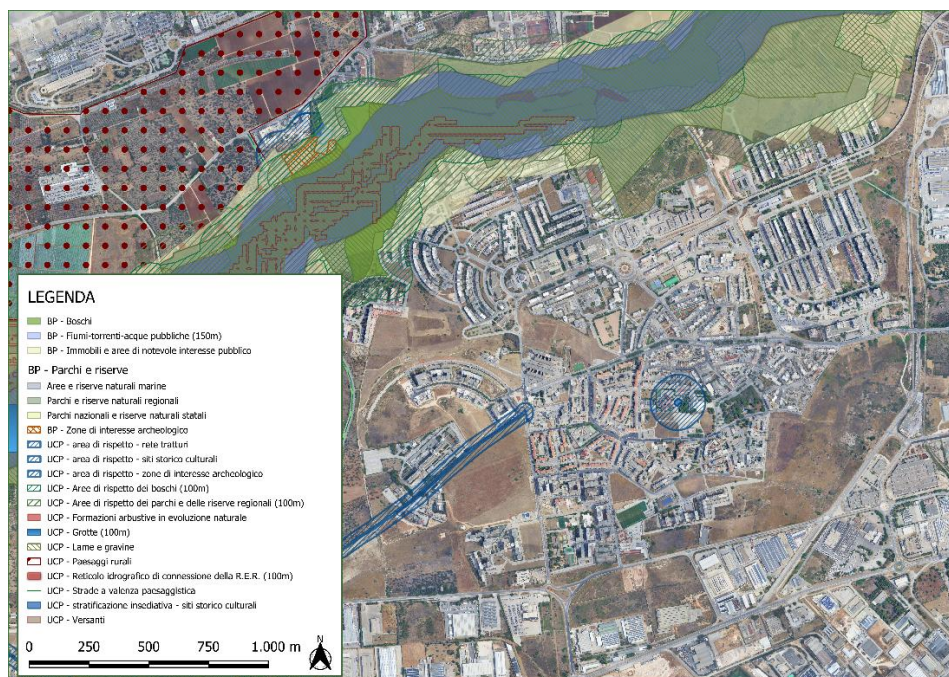 LEGENDA
BP - Boschi
BP - Fiumi-torrenti-acque pubbliche (150m)
BP - Immobili e aree di notevole interesse pubblico
BP - Parchi e riserve
Aree e riserve naturali marine
Parchi e riserve naturali regionali
Parchi nazionali e riserve naturali statali
BP - Zone di interesse archeologico
UCP - area di rispetto - rete tratturi
UCP - area di rispetto - siti storico culturali
UCP - area di rispetto - zone di interesse archeologico
UCP - Aree di rispetto dei boschi (100m)
UCP - Aree di rispetto dei parchi e delle riserve regionali (100m)
UCP - Formazioni arbustive in evoluzione naturale
UCP - Grotte (100m)
UCP - Lame e gravine
UCP - Paesaggi rurali
UCP - Reticolo idrografico di connessione della R.E.R. (100m)
UCP - Strade a valenza paesaggistica
UCP - stratificazione insediativa - siti storico culturali
UCP - Versanti
0 250 500 750 1.000 m
N